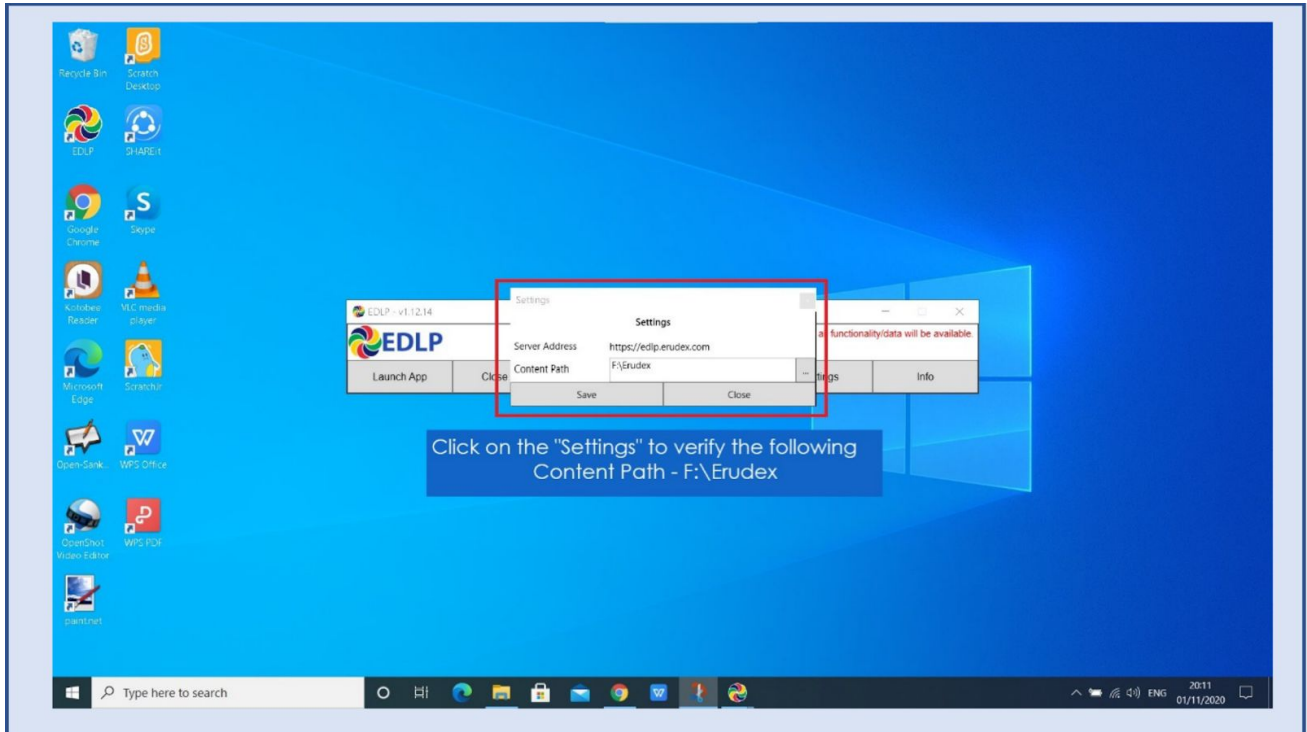 Recycle Bin
Scratch
Desktop
EDLP
SHAREit
Google
Chrome
Skype
Kotobee
Reader
VLC media
player
Microsoft
Edge
ScratchJr
Open-Sank...
WPS Office
OpenShot
Video Editor
WPS PDF
paint.net
EDLP - v1.12.14
EDLP
all functionality/data will be available.
Launch App
Close
Settings
Settings
Server Address
https://edlp.erudex.com
Content Path
F:\Erudex
...
Save
Close
tings
Info
Click on the "Settings" to verify the following
Content Path - F:\Erudex
Type here to search
ENG
20:11
01/11/2020